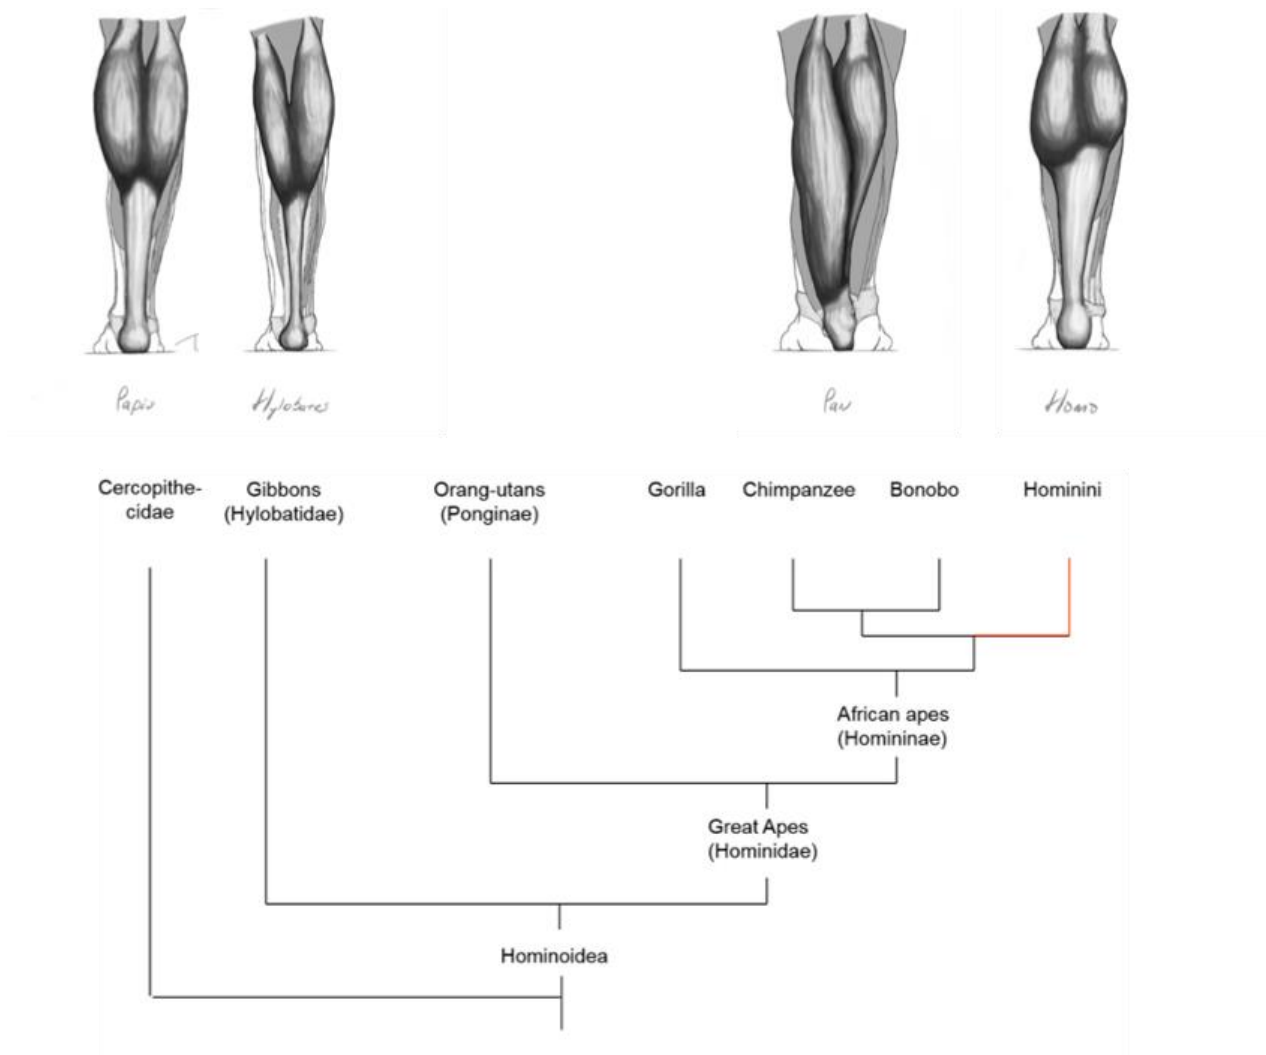 Papio
Hylobates
Pan
Homo
Cercopithe-
cidae
Gibbons
(Hylobatidae)
Orang-utans
(Ponginae)
Gorilla
Chimpanzee
Bonobo
Hominini
African apes
(Homininae)
Great Apes
(Hominidae)
Hominoidea